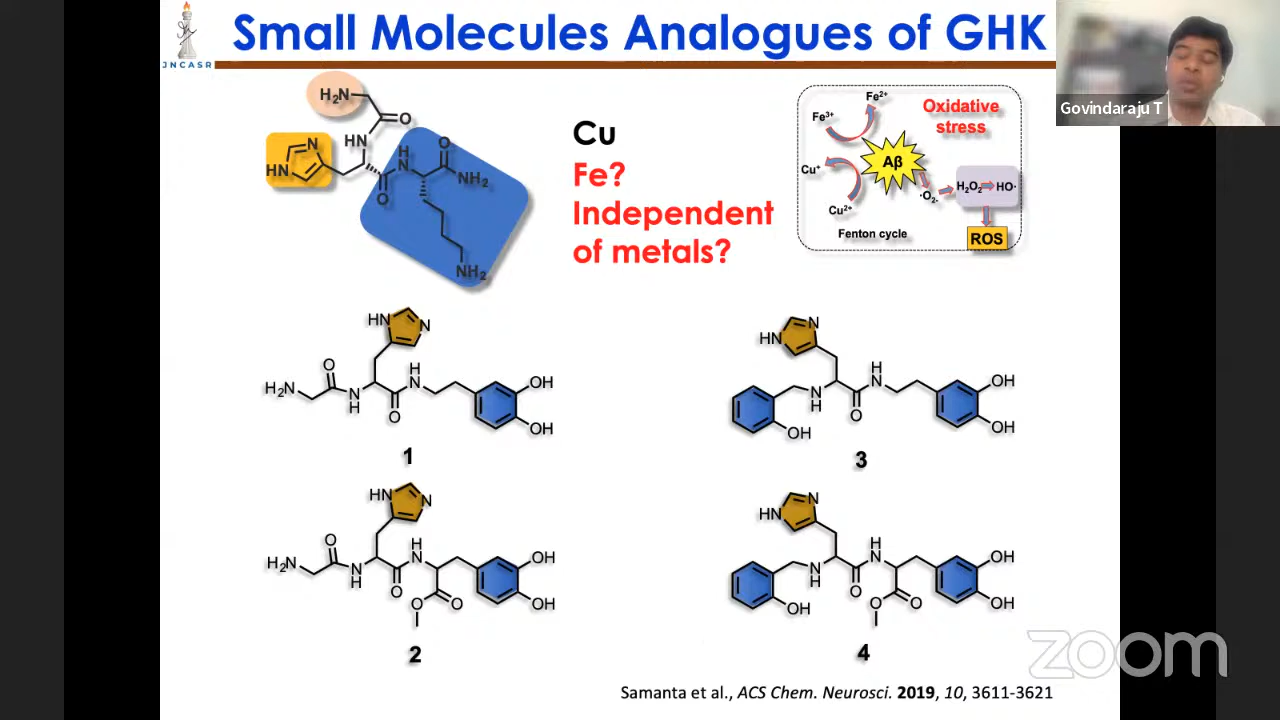 Small Molecules Analogues of GHK
JNCASR
Govindaraju T
H₂N
O
HN
N
HN
H
N
O
NH₂
O
NH₂
Cu
Fe?
Independent
of metals?
Fe²⁺
Fe³⁺
Oxidative
stress
Aβ
Cu⁺
Cu²⁺
·O₂-
H₂O₂
HO·
Fenton cycle
ROS
HN
N
O
H₂N
N
H
O
H
N
OH
OH
1
HN
N
N
H
O
H
N
OH
OH
OH
3
HN
N
O
H₂N
N
H
O
H
N
O
O
OH
OH
2
HN
N
N
H
O
H
N
O
O
OH
OH
OH
4
zoom
Samanta et al., ACS Chem. Neurosci. 2019, 10, 3611-3621